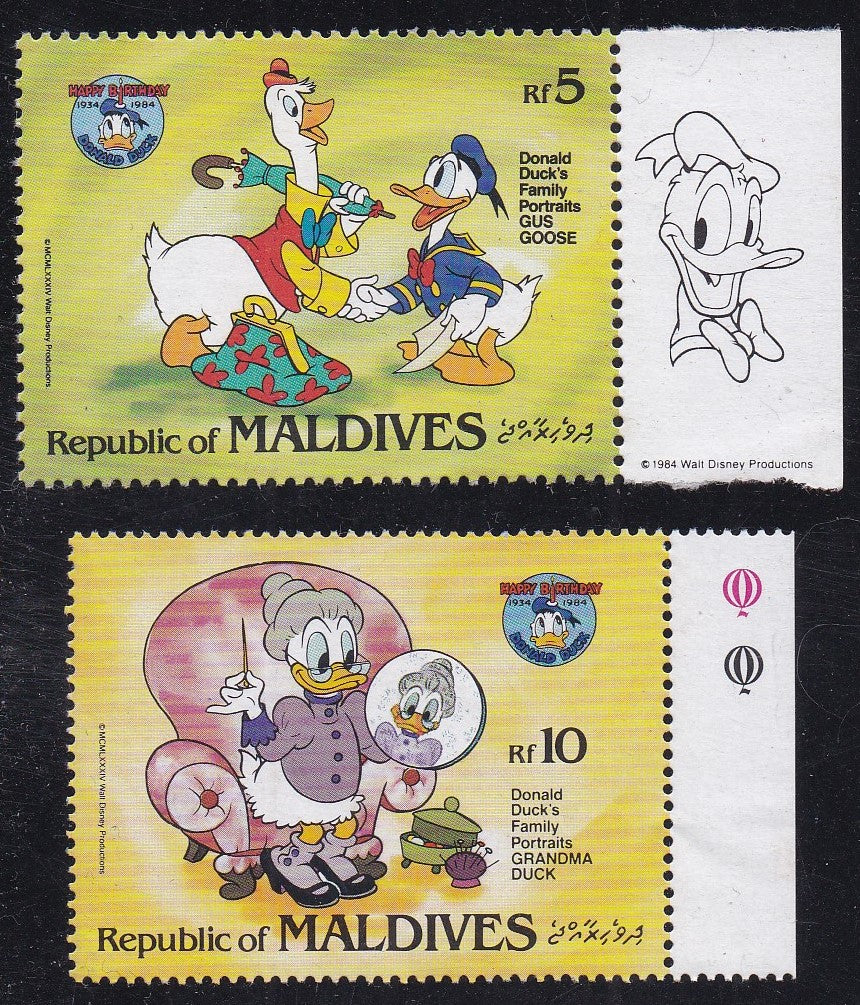 HAPPY BIRTHDAY
1934 1984
DONALD DUCK
Rf 5
Donald
Duck's
Family
Portraits
GUS
GOOSE
© MCMLXXXIV Walt Disney Productions
Republic of MALDIVES ދިވެހިރާއްޖެ
© 1984 Walt Disney Productions
HAPPY BIRTHDAY
1934 1984
DONALD DUCK
Rf 10
Donald
Duck's
Family
Portraits
GRANDMA
DUCK
© MCMLXXXIV Walt Disney Productions
Republic of MALDIVES ދިވެހިރާއްޖެ